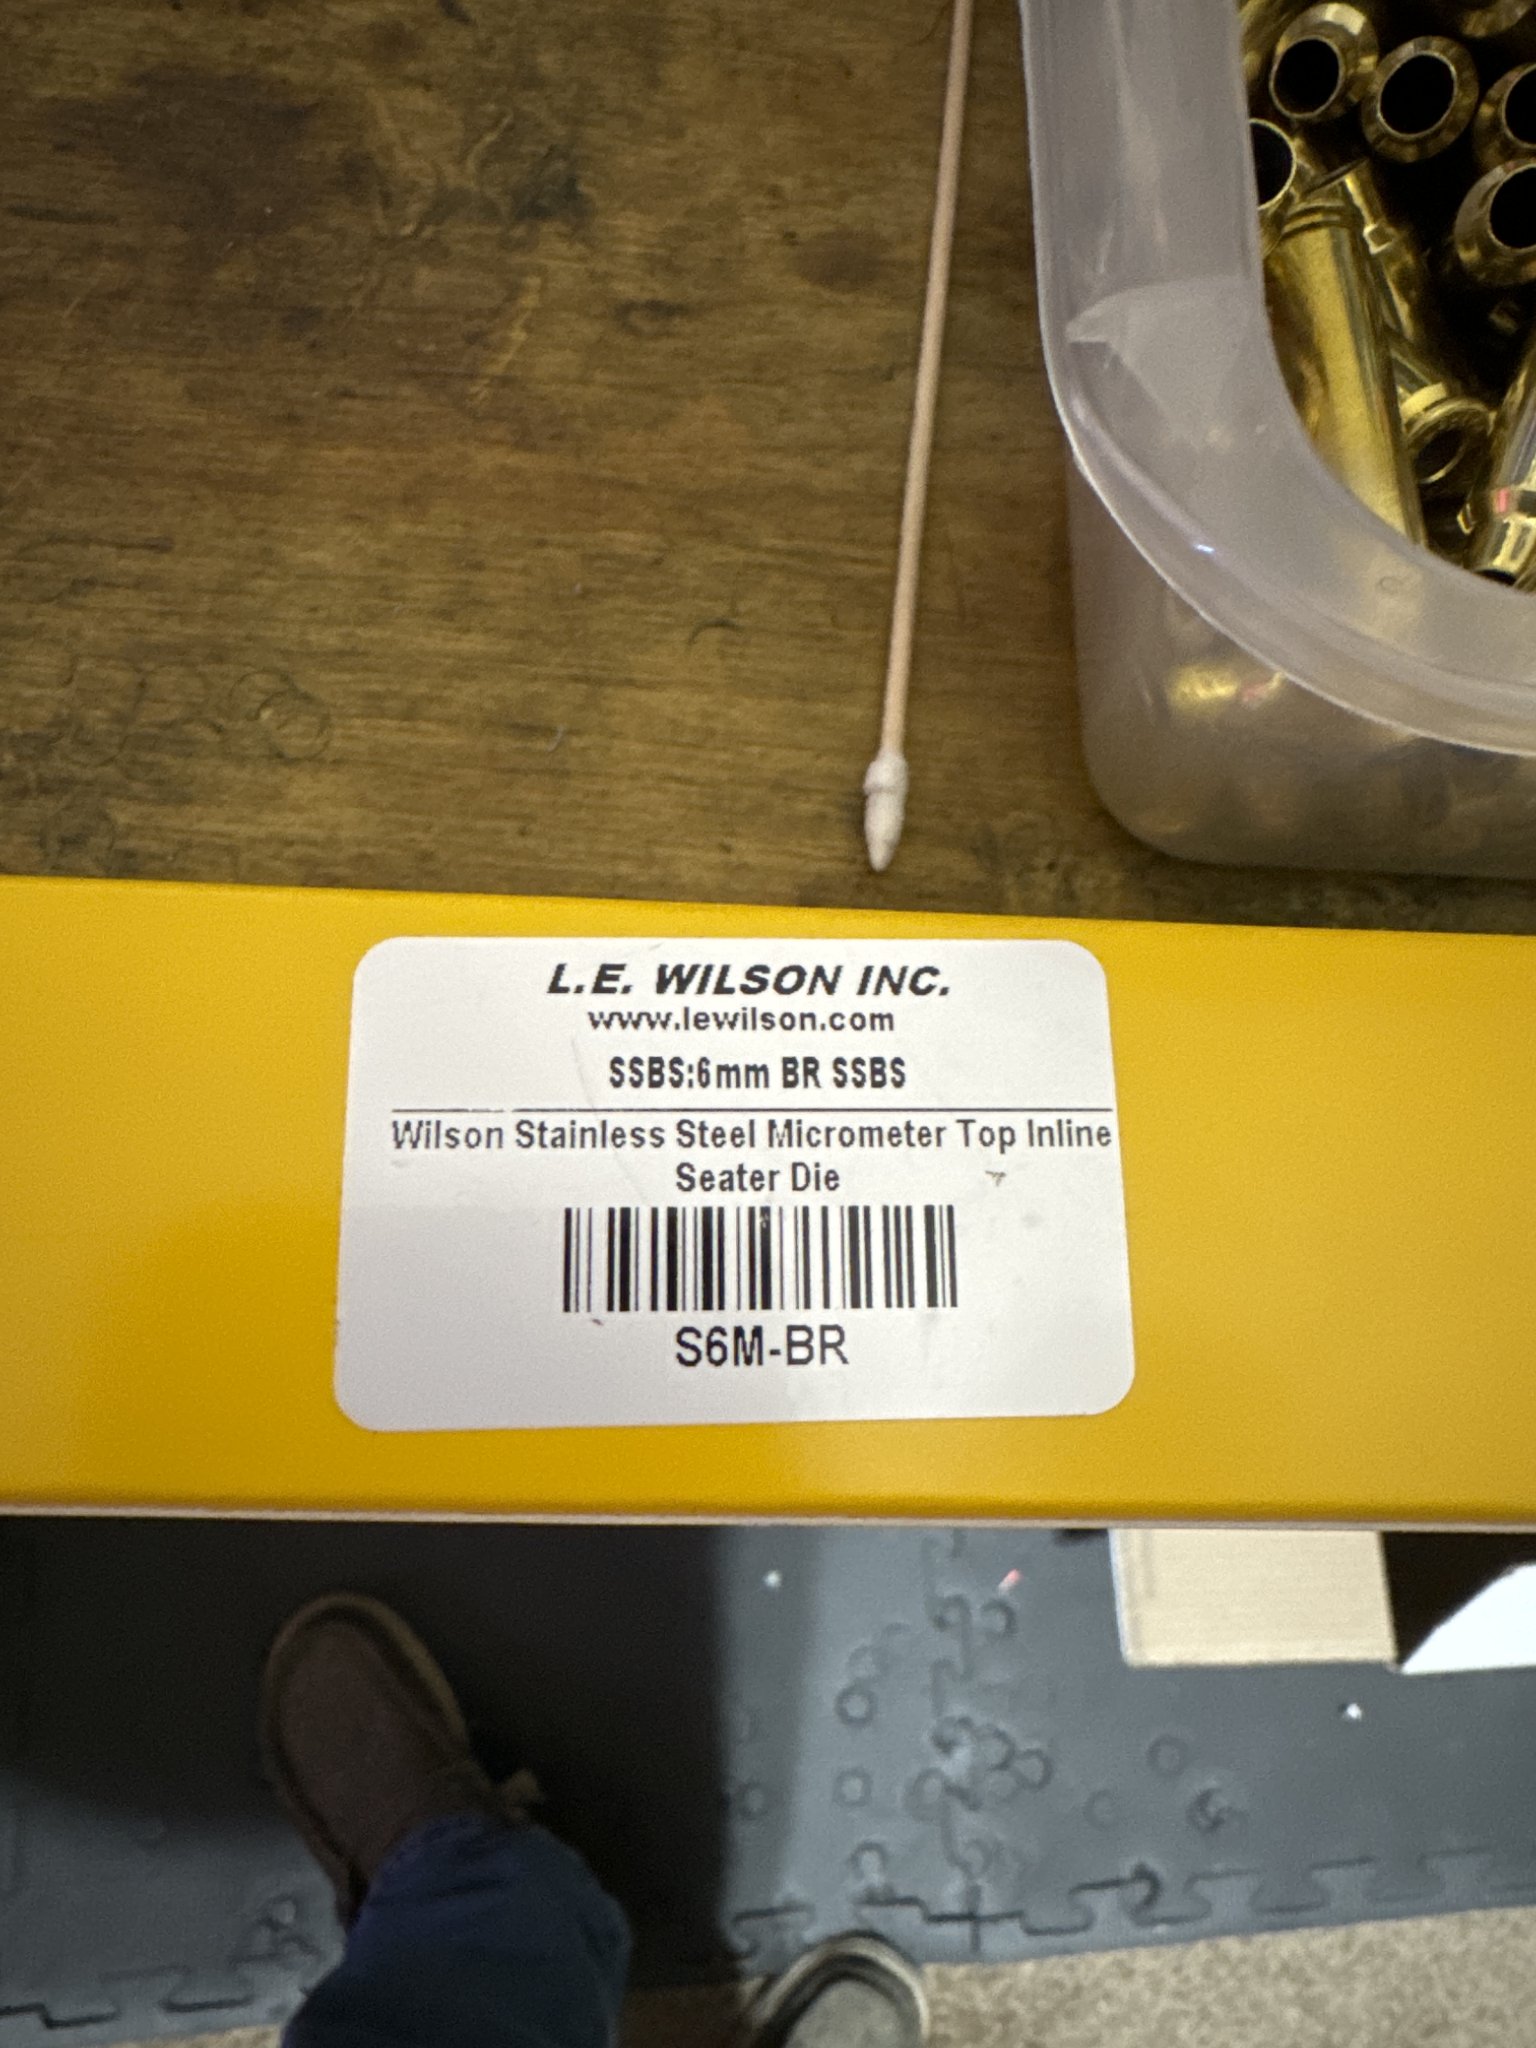 L.E. WILSON INC.
www.lewilson.com
SSBS:6mm BR SSBS
Wilson Stainless Steel Micrometer Top Inline
Seater Die
S6M-BR